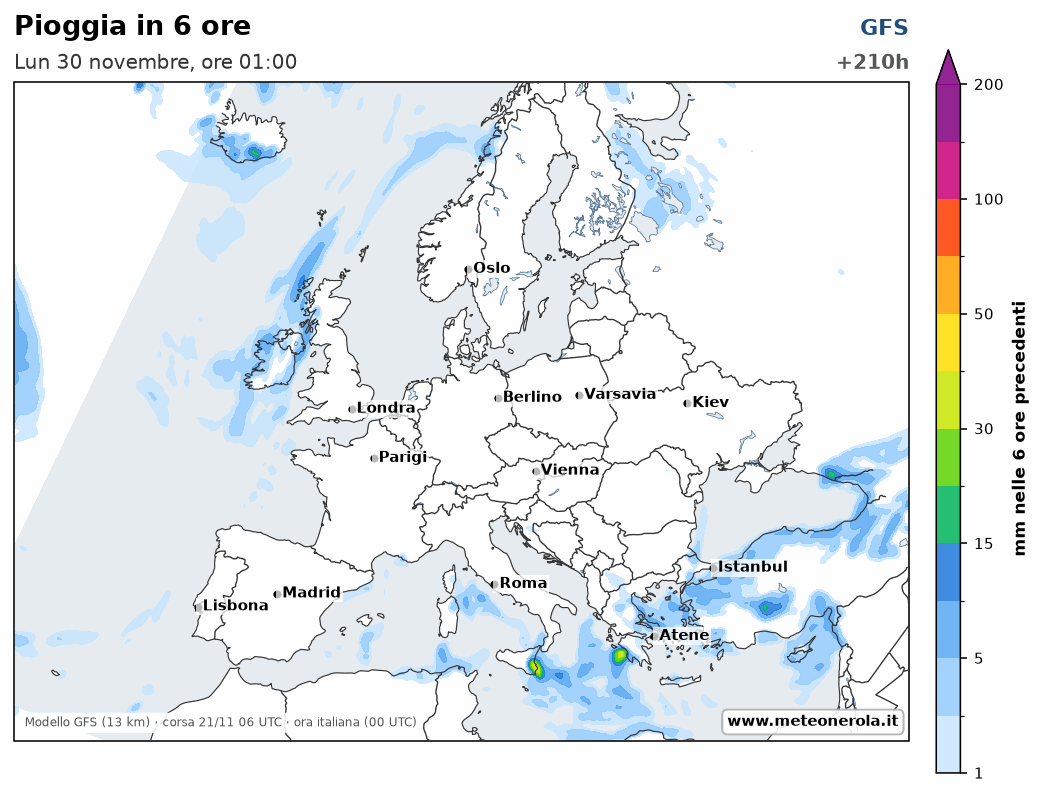 Pioggia in 6 ore
GFS
Lun 30 novembre, ore 01:00
+210h
200
100
50
30
15
5
1
mm nelle 6 ore precedenti
Oslo
Berlino
Varsavia
Kiev
Londra
Parigi
Vienna
Istanbul
Roma
Madrid
Lisbona
Atene
Modello GFS (13 km) · corsa 21/11 06 UTC · ora italiana (00 UTC)
www.meteonerola.it